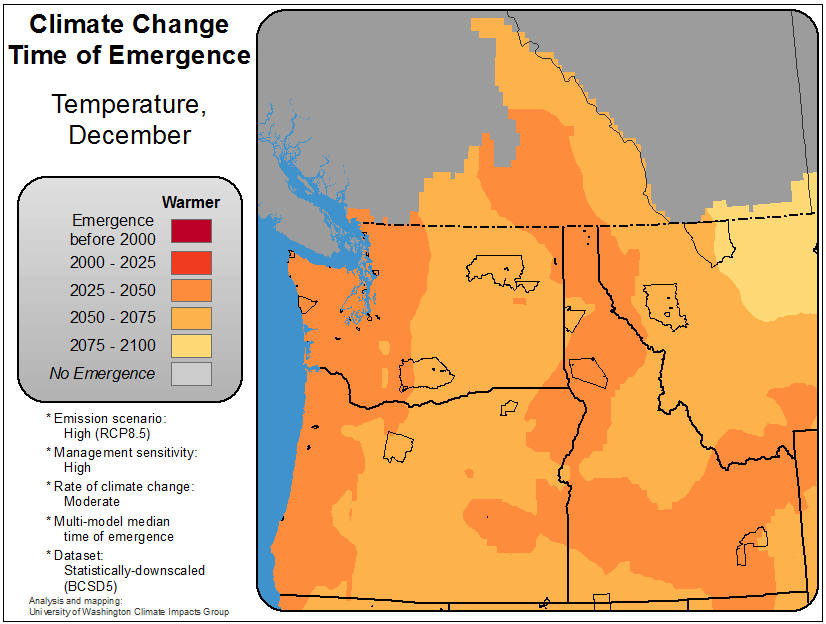 Climate Change
Time of Emergence
Temperature,
December
Warmer
Emergence
before 2000
2000 - 2025
2025 - 2050
2050 - 2075
2075 - 2100
No Emergence
* Emission scenario:
High (RCP8.5)
* Management sensitivity:
High
* Rate of climate change:
Moderate
* Multi-model median
time of emergence
* Dataset:
Statistically-downscaled
(BCSD5)
Analysis and mapping:
University of Washington Climate Impacts Group